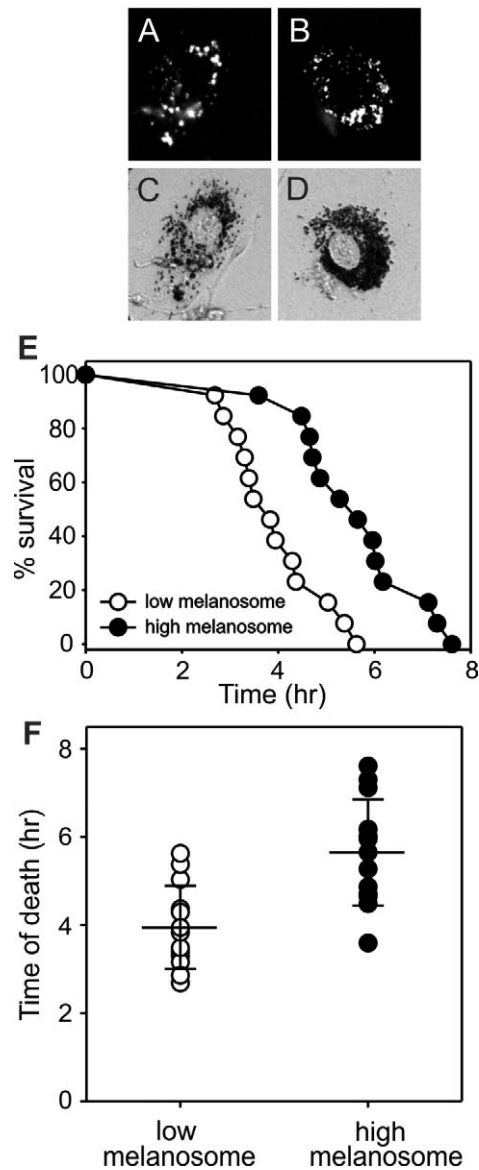 A
B
C
D
E
100
80
60
40
20
0
% survival
low melanosome
high melanosome
0
2
4
6
8
Time (hr)
F
8
6
4
2
0
Time of death (hr)
low
melanosome
high
melanosome